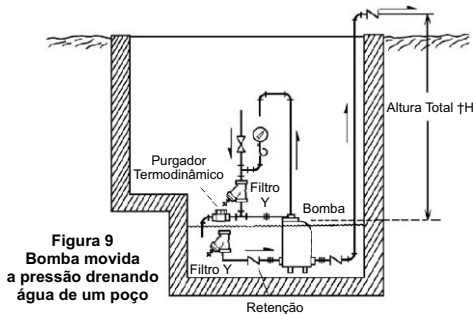 Altura Total †H
Purgador
Termodinâmico
Filtro
Y
Bomba
Figura 9
Bomba movida
a pressão drenando
água de um poço
Filtro Y
Retenção